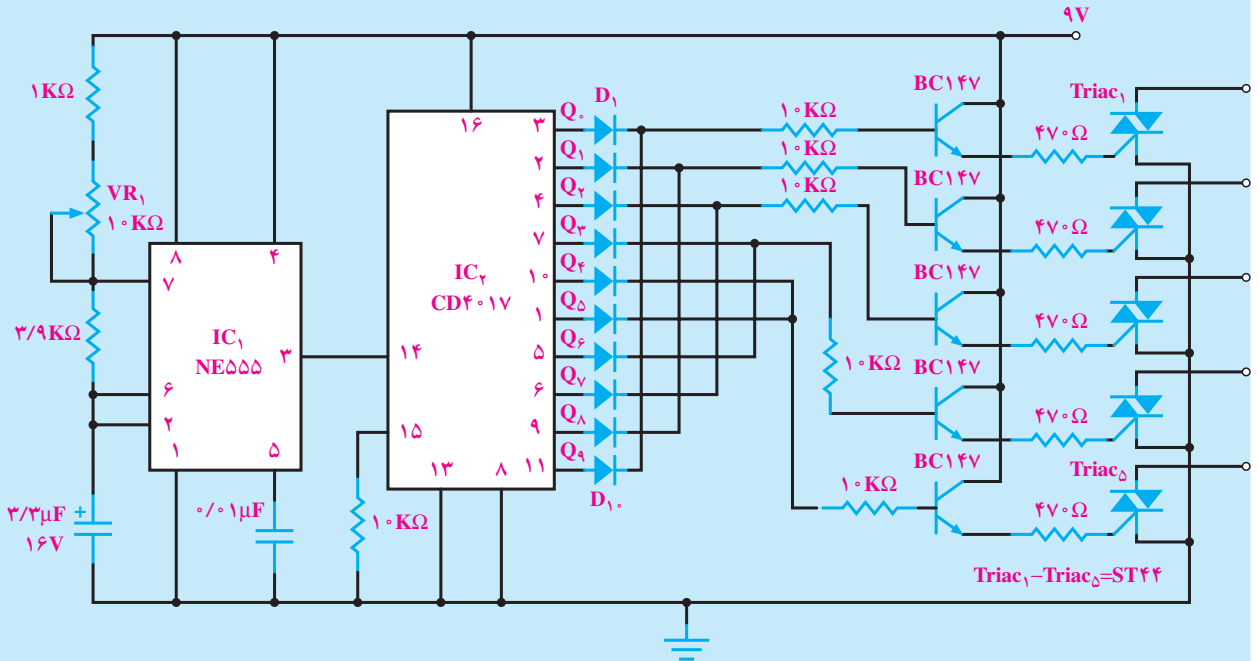 ۹V
۱KΩ
VR۱
۱۰KΩ
۳/۹KΩ
۳/۳μF
+
۱۶V
۸
۴
۷
IC۱
NE۵۵۵
۳
۶
۲
۱
۵
۰/۰۱μF
۱۰KΩ
۱۶
IC۲
CD۴۰۱۷
۱۴
۱۵
۱۳
۸
۳
۲
۴
۷
۱۰
۱
۵
۶
۹
۱۱
Q۰
Q۱
Q۲
Q۳
Q۴
Q۵
Q۶
Q۷
Q۸
Q۹
D۱
D۱۰
۱۰KΩ
۱۰KΩ
۱۰KΩ
۱۰KΩ
۱۰KΩ
BC۱۴۷
BC۱۴۷
BC۱۴۷
BC۱۴۷
BC۱۴۷
۴۷۰Ω
۴۷۰Ω
۴۷۰Ω
۴۷۰Ω
۴۷۰Ω
Triac۱
Triac۵
Triac۱–Triac۵=ST۴۴